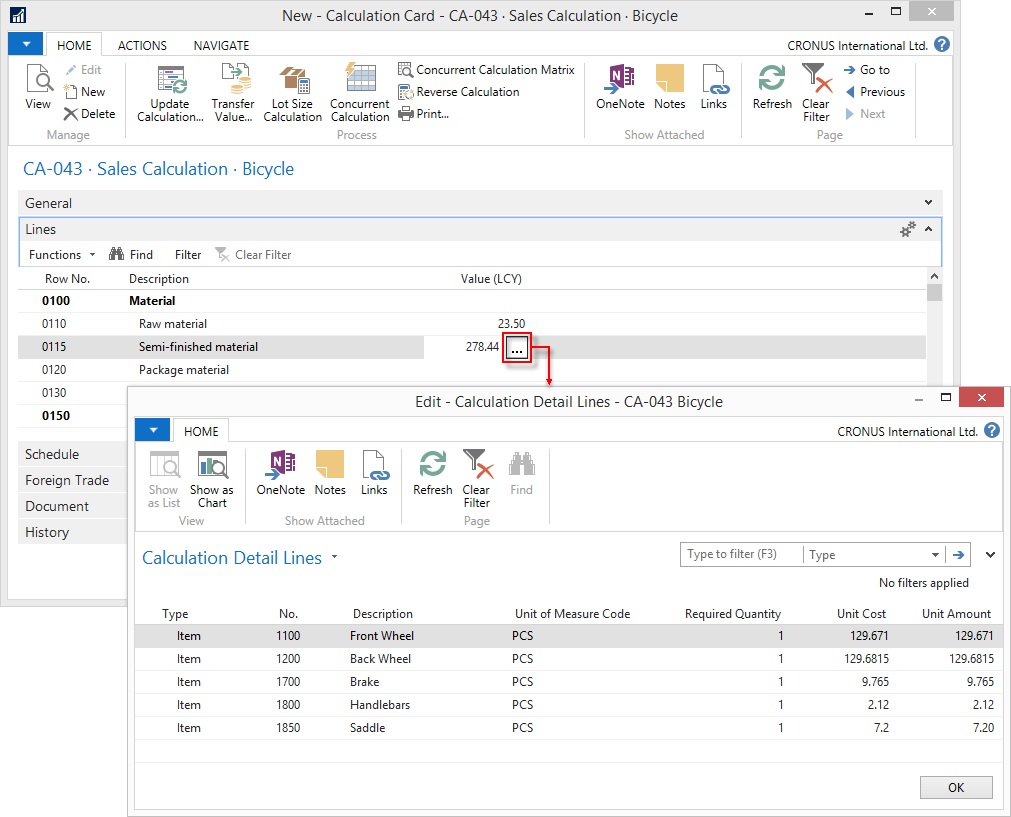 New - Calculation Card - CA-043 · Sales Calculation · Bicycle
HOME ACTIONS NAVIGATE CRONUS International Ltd. ?
View
Edit
New
Delete
Manage
Update Calculation...
Transfer Value...
Lot Size Calculation
Concurrent Calculation
Concurrent Calculation Matrix
Reverse Calculation
Print...
Process
OneNote
Notes
Links
Show Attached
Refresh
Clear Filter
Go to
Previous
Next
Page
CA-043 · Sales Calculation · Bicycle
General
Lines
Functions Find Filter Clear Filter
Row No. Description Value (LCY)
0100 Material
0110 Raw material 23.50
0115 Semi-finished material 278.44 ...
0120 Package material
0130
0150
Schedule
Foreign Trade
Document
History
Edit - Calculation Detail Lines - CA-043 Bicycle
HOME CRONUS International Ltd. ?
Show as List
Show as Chart
View
OneNote
Notes
Links
Show Attached
Refresh
Clear Filter
Find
Page
Calculation Detail Lines
Type to filter (F3) Type
No filters applied
Type No. Description Unit of Measure Code Required Quantity Unit Cost Unit Amount
Item 1100 Front Wheel PCS 1 129.671 129.671
Item 1200 Back Wheel PCS 1 129.6815 129.6815
Item 1700 Brake PCS 1 9.765 9.765
Item 1800 Handlebars PCS 1 2.12 2.12
Item 1850 Saddle PCS 1 7.2 7.20
OK